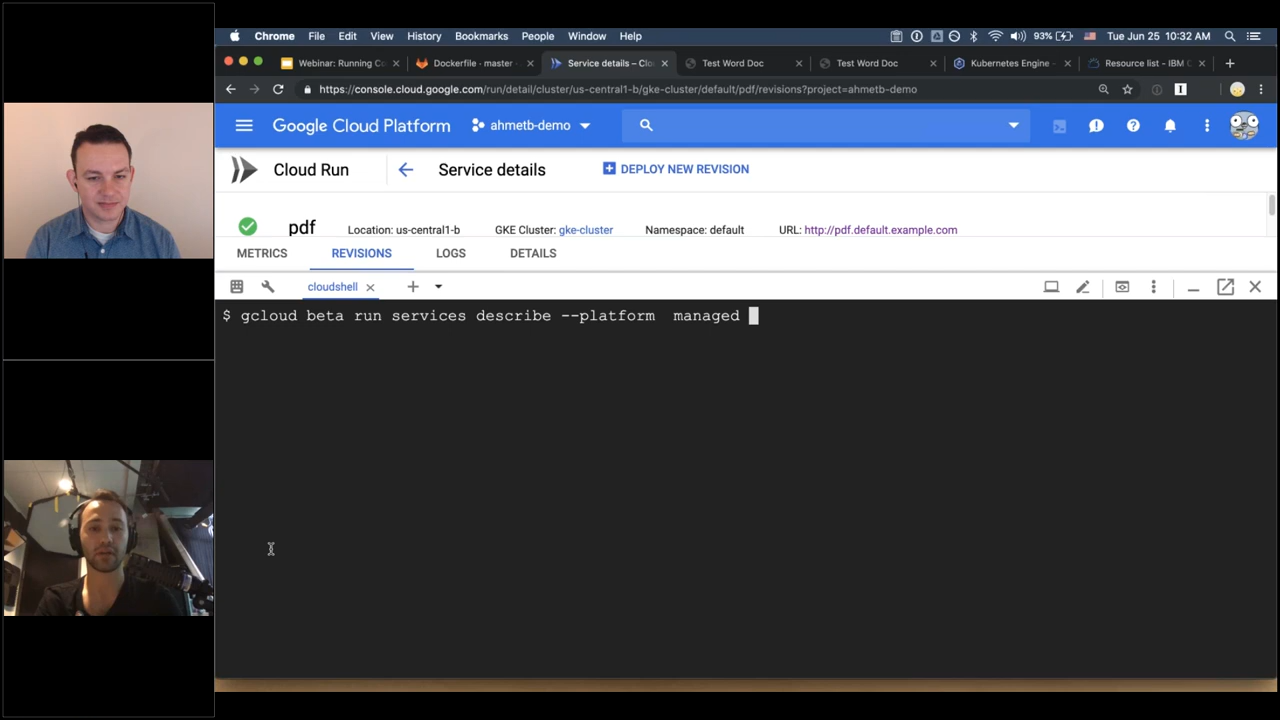 Chrome File Edit View History Bookmarks People Window Help 93% Tue Jun 25 10:32 AM
Webinar: Running Co Dockerfile · master · Service details – Clo Test Word Doc Test Word Doc Kubernetes Engine - Resource list - IBM C
https://console.cloud.google.com/run/detail/cluster/us-central1-b/gke-cluster/default/pdf/revisions?project=ahmetb-demo
Google Cloud Platform ahmetb-demo
Cloud Run Service details DEPLOY NEW REVISION
pdf Location: us-central1-b GKE Cluster: gke-cluster Namespace: default URL: http://pdf.default.example.com
METRICS REVISIONS LOGS DETAILS
cloudshell
$ gcloud beta run services describe --platform  managed